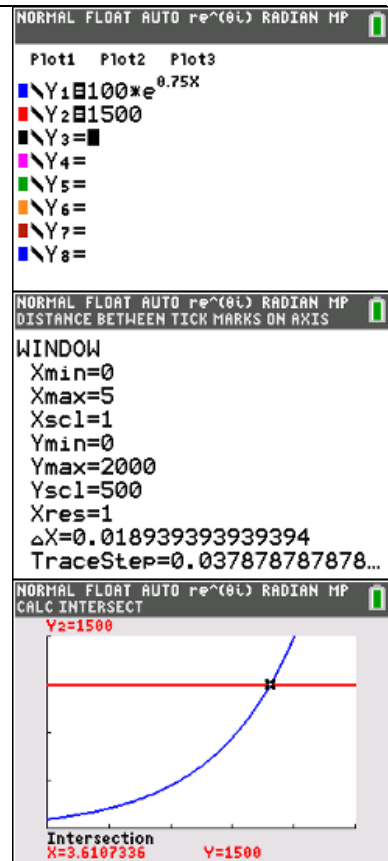 NORMAL FLOAT AUTO re^(θi) RADIAN MP
Plot1 Plot2 Plot3
\Y₁=100*e^0.75X
\Y₂=1500
\Y₃=
\Y₄=
\Y₅=
\Y₆=
\Y₇=
\Y₈=
NORMAL FLOAT AUTO re^(θi) RADIAN MP
DISTANCE BETWEEN TICK MARKS ON AXIS
WINDOW
Xmin=0
Xmax=5
Xscl=1
Ymin=0
Ymax=2000
Yscl=500
Xres=1
△X=0.018939393939394
TraceStep=0.037878787878…
NORMAL FLOAT AUTO re^(θi) RADIAN MP
CALC INTERSECT
Y₂=1500
Intersection
X=3.6107336 Y=1500